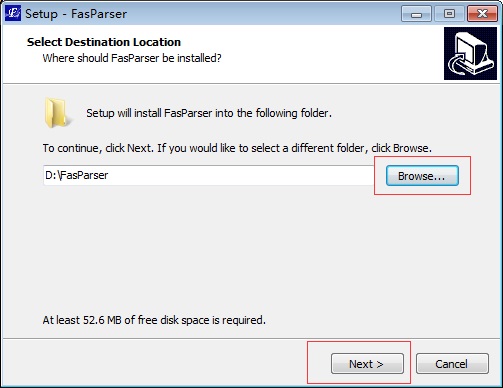 Setup - FasParser
Select Destination Location
Where should FasParser be installed?
Setup will install FasParser into the following folder.
To continue, click Next. If you would like to select a different folder, click Browse.
D:\FasParser
Browse...
At least 52.6 MB of free disk space is required.
Next >
Cancel